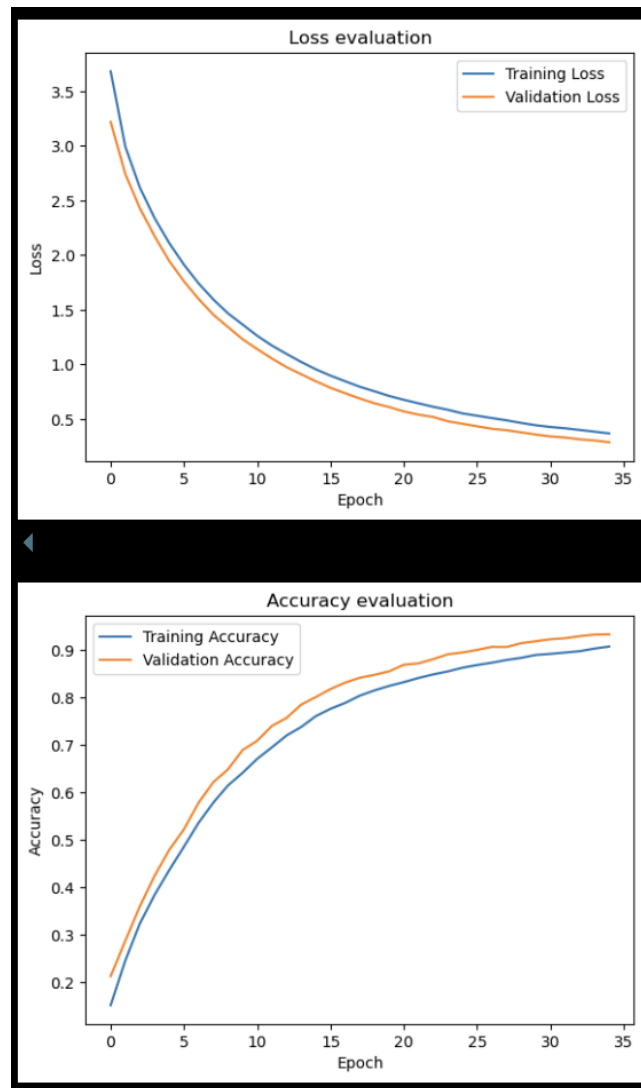 Loss evaluation
Training Loss
Validation Loss
3.5
3.0
2.5
2.0
1.5
1.0
0.5
Loss
0 5 10 15 20 25 30 35
Epoch
Accuracy evaluation
Training Accuracy
Validation Accuracy
0.9
0.8
0.7
0.6
0.5
0.4
0.3
0.2
Accuracy
0 5 10 15 20 25 30 35
Epoch